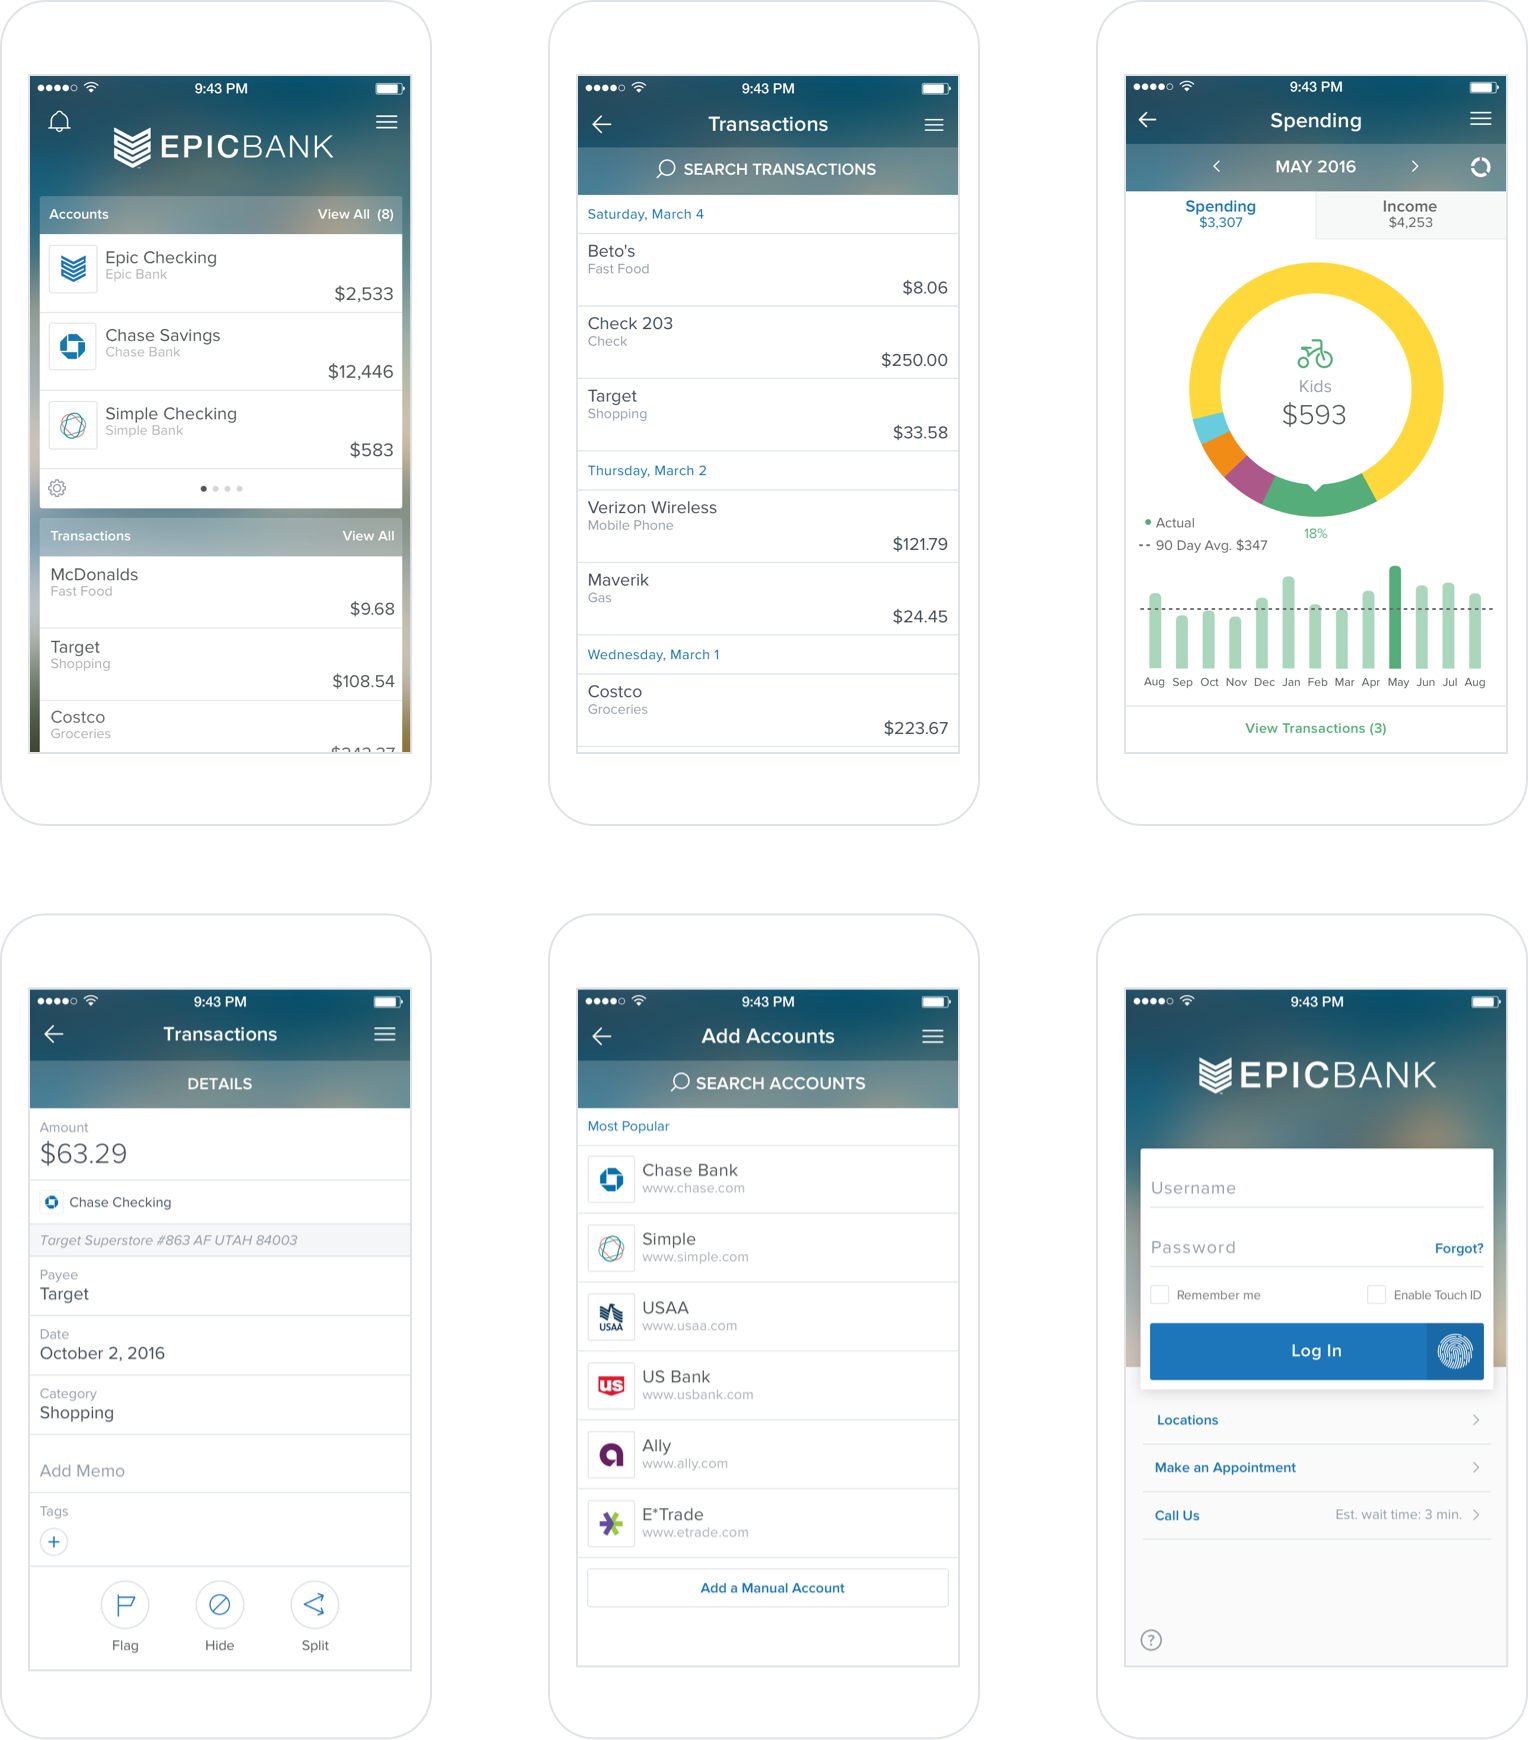 9:43 PM
EPICBANK
Accounts View All (8)
Epic Checking
Epic Bank
$2,533
Chase Savings
Chase Bank
$12,446
Simple Checking
Simple Bank
$583
Transactions View All
McDonalds
Fast Food
$9.68
Target
Shopping
$108.54
Costco
Groceries
9:43 PM
Transactions
SEARCH TRANSACTIONS
Saturday, March 4
Beto's
Fast Food
$8.06
Check 203
Check
$250.00
Target
Shopping
$33.58
Thursday, March 2
Verizon Wireless
Mobile Phone
$121.79
Maverik
Gas
$24.45
Wednesday, March 1
Costco
Groceries
$223.67
9:43 PM
Spending
MAY 2016
Spending Income
$3,307 $4,253
Kids
$593
Actual
18%
90 Day Avg. $347
Aug Sep Oct Nov Dec Jan Feb Mar Apr May Jun Jul Aug
View Transactions (3)
9:43 PM
Transactions
DETAILS
Amount
$63.29
Chase Checking
Target Superstore #863 AF UTAH 84003
Payee
Target
Date
October 2, 2016
Category
Shopping
Add Memo
Tags
Flag Hide Split
9:43 PM
Add Accounts
SEARCH ACCOUNTS
Most Popular
Chase Bank
www.chase.com
Simple
www.simple.com
USAA
USAA
www.usaa.com
us
US Bank
www.usbank.com
a
Ally
www.ally.com
E*Trade
www.etrade.com
Add a Manual Account
9:43 PM
EPICBANK
Username
Password Forgot?
Remember me Enable Touch ID
Log In
Locations
Make an Appointment
Call Us Est. wait time: 3 min.
?